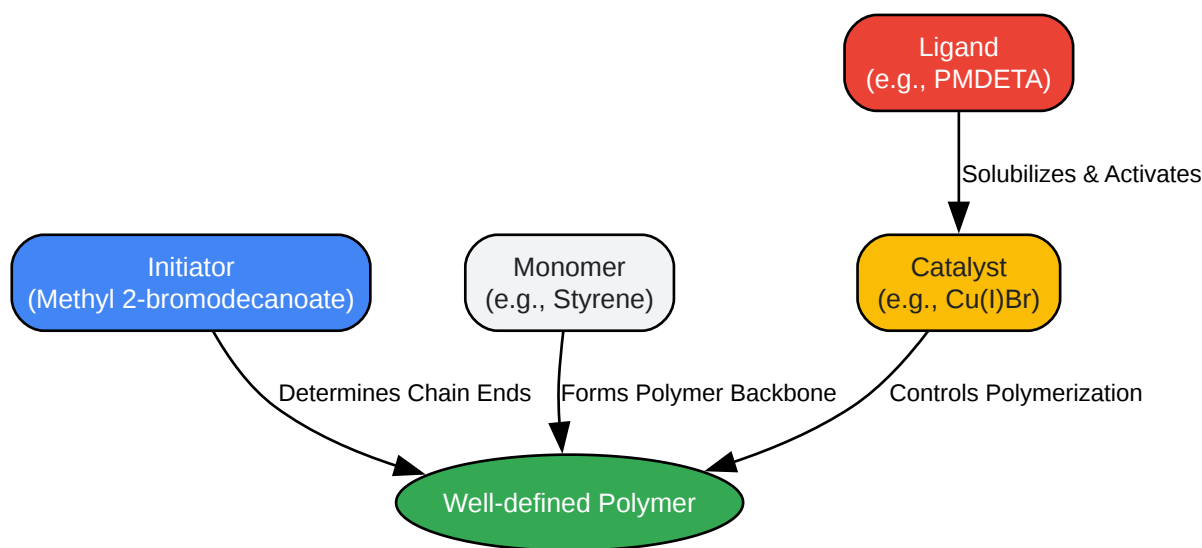 Ligand
(e.g., PMDETA)
Solubilizes & Activates
Initiator
(Methyl 2-bromodecanoate)
Monomer
(e.g., Styrene)
Catalyst
(e.g., Cu(I)Br)
Determines Chain Ends
Forms Polymer Backbone
Controls Polymerization
Well-defined Polymer